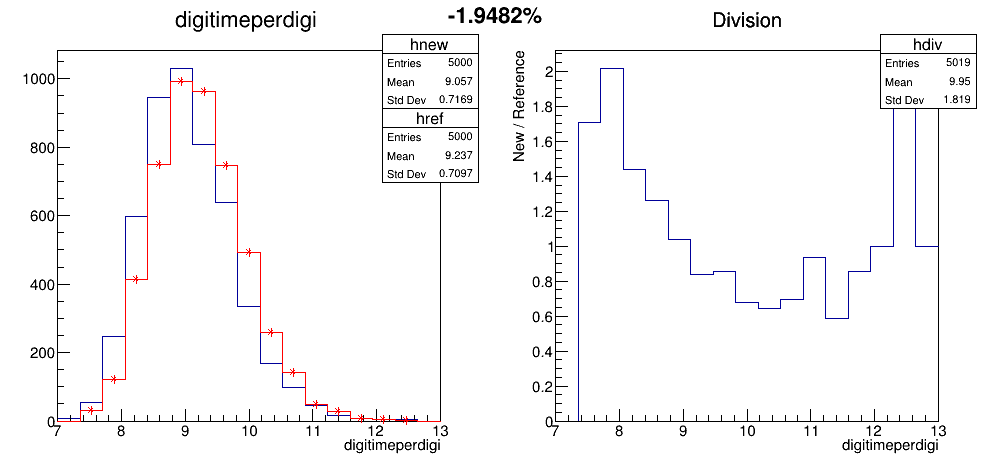 digitimeperdigi
-1.9482%
Division
hnew
Entries 5000
Mean 9.057
Std Dev 0.7169
href
Entries 5000
Mean 9.237
Std Dev 0.7097
1000
800
600
400
200
0
7 8 9 10 11 12 13
digitimeperdigi
hdiv
Entries 5019
Mean 9.95
Std Dev 1.819
New / Reference
2
1.8
1.6
1.4
1.2
1
0.8
0.6
0.4
0.2
0
7 8 9 10 11 12 13
digitimeperdigi